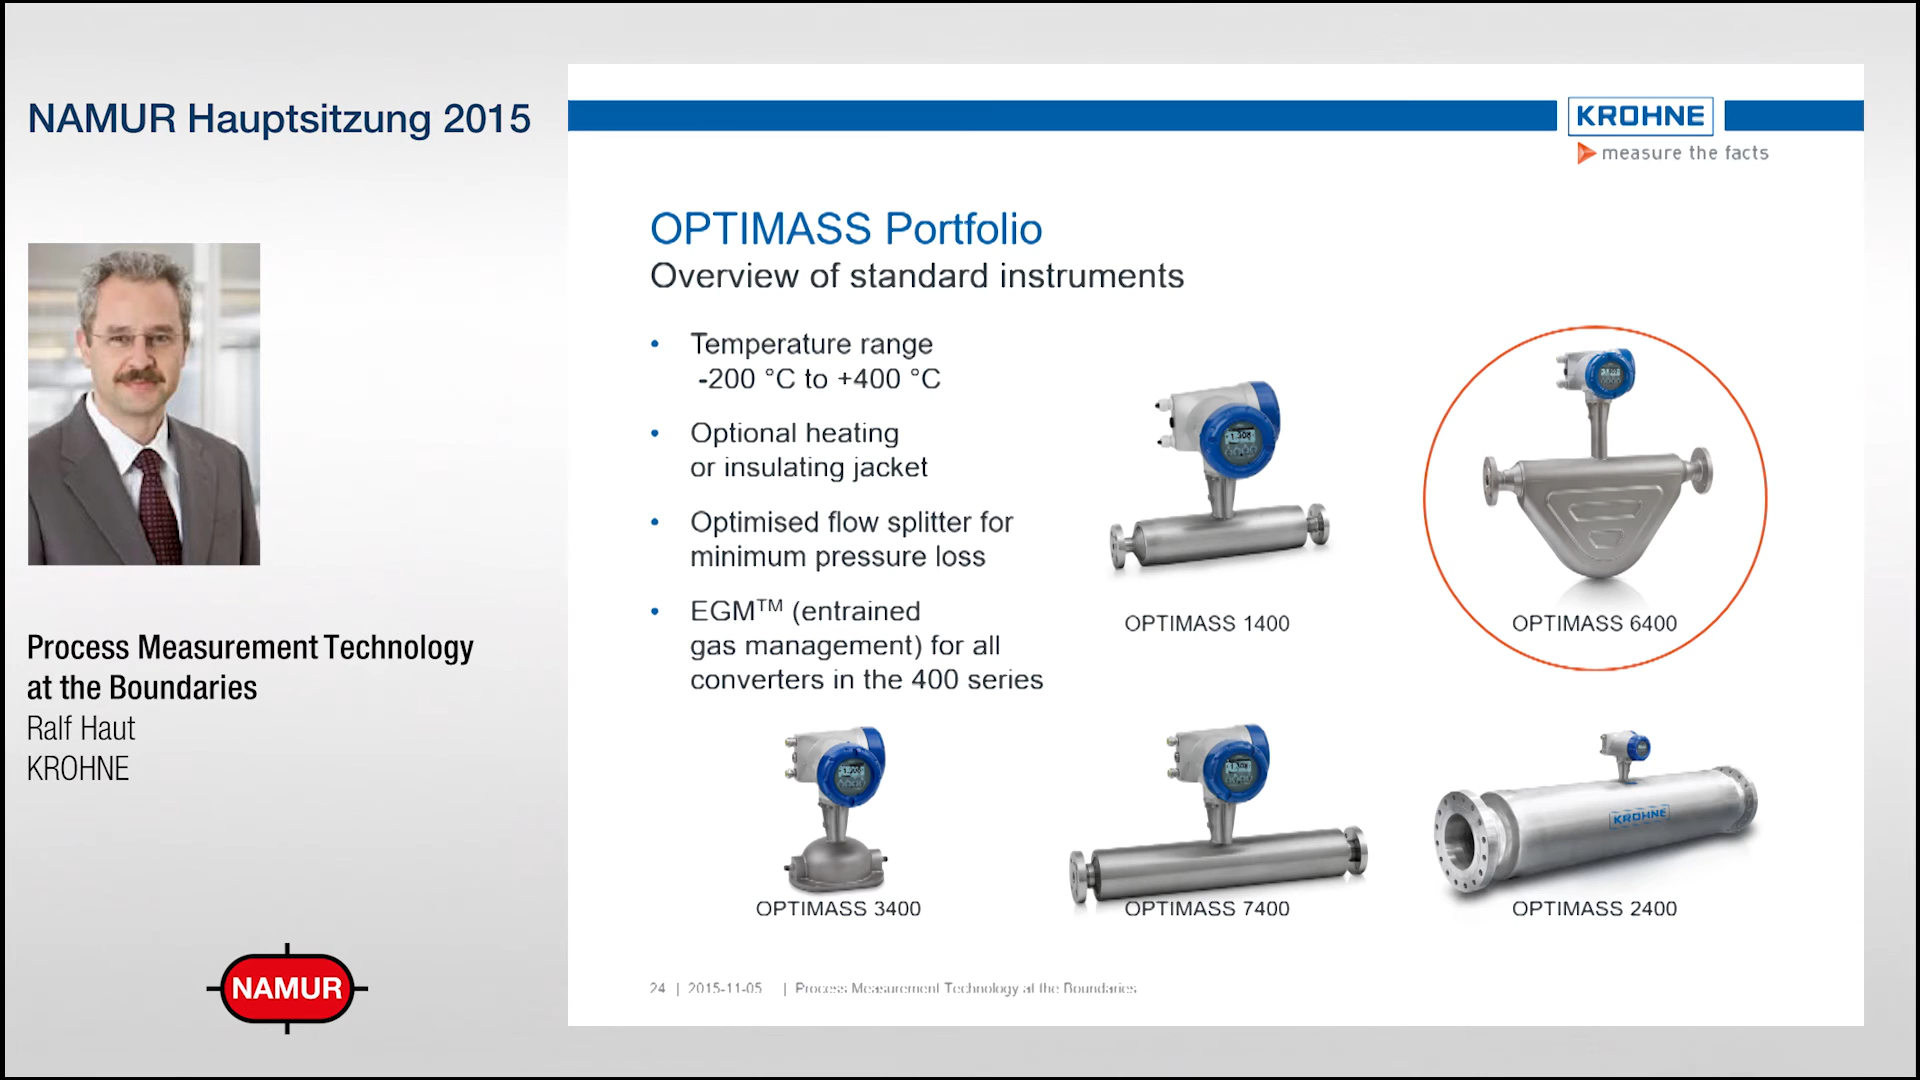 NAMUR Hauptsitzung 2015
Process Measurement Technology
at the Boundaries
Ralf Haut
KROHNE
NAMUR
KROHNE
measure the facts
OPTIMASS Portfolio
Overview of standard instruments
• Temperature range
-200 °C to +400 °C
• Optional heating
or insulating jacket
• Optimised flow splitter for
minimum pressure loss
• EGM™ (entrained
gas management) for all
converters in the 400 series
OPTIMASS 1400
OPTIMASS 6400
KROHNE
OPTIMASS 3400
OPTIMASS 7400
OPTIMASS 2400
24 | 2015-11-05 | Process Measurement Technology at the Boundaries